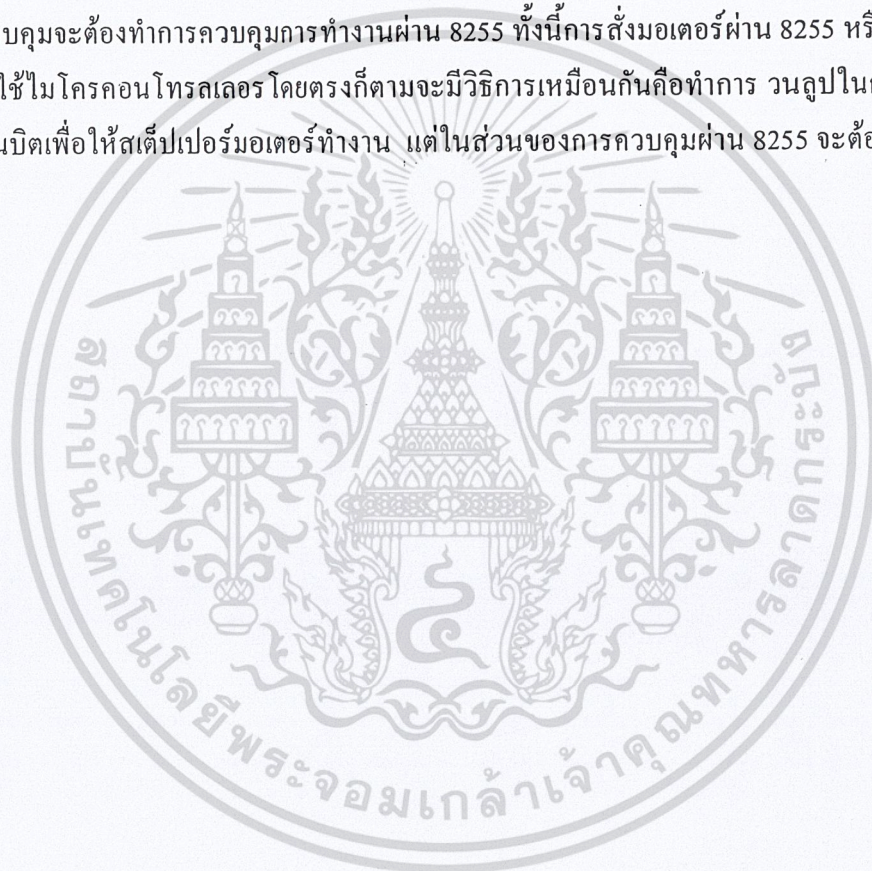 บคุมจะต้องทำการควบคุมการทำงานผ่าน 8255 ทั้งนี้การสั่งมอเตอร์ผ่าน 8255 หรื
ใช้ไมโครคอนโทรลเลอร์โดยตรงก็ตามจะมีวิธีการเหมือนกันคือทำการ วนลูปใน
นบิตเพื่อให้สเต็ปเปอร์มอเตอร์ทำงาน แต่ในส่วนของการควบคุมผ่าน 8255 จะต้อ
สถาบันเทคโนโลยีพระจอมเกล้าเจ้าคุณทหารลาดกระบัง